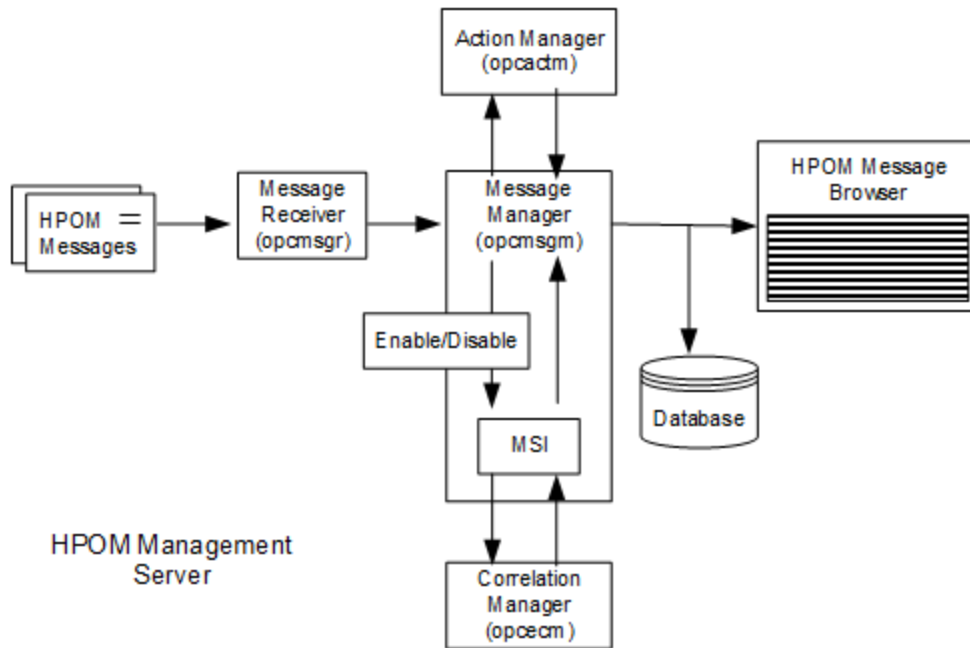 Action Manager
(opcactm)
HPOM Message
Browser
Message
Receiver
(opcmsgr)
Message
Manager
(opcmsgm)
HPOM
Messages
Enable/Disable
Database
MSI
HPOM Management
Server
Correlation
Manager
(opcecm)